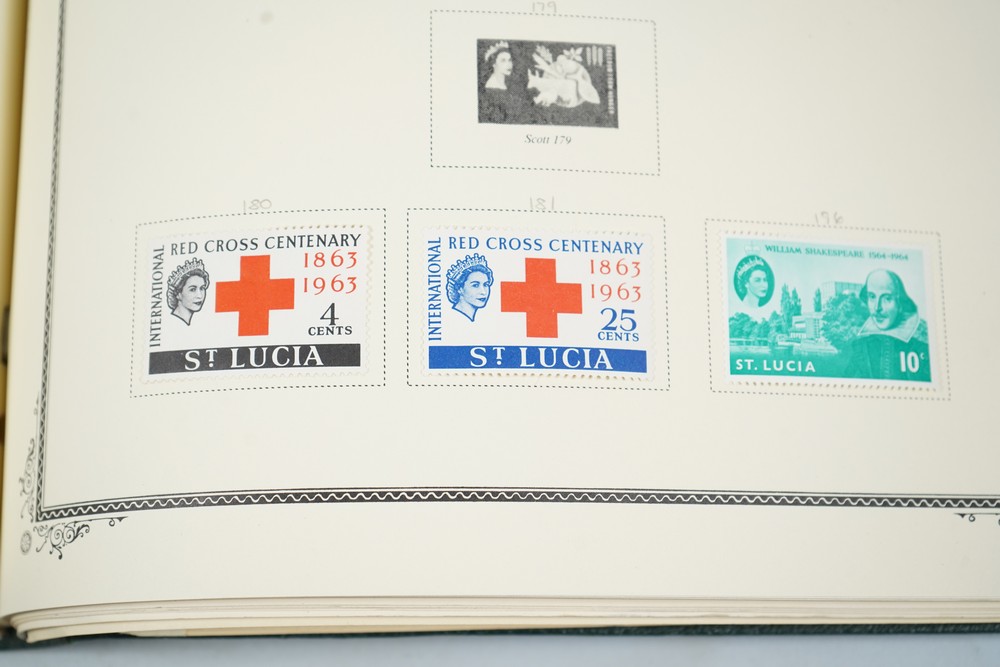 179
Scott 179
180
181
196
INTERNATIONAL
RED CROSS CENTENARY
1863
1963
4
CENTS
ST. LUCIA
INTERNATIONAL
RED CROSS CENTENARY
1863
1963
25
CENTS
ST. LUCIA
WILLIAM SHAKESPEARE 1564-1964
ST. LUCIA
10c